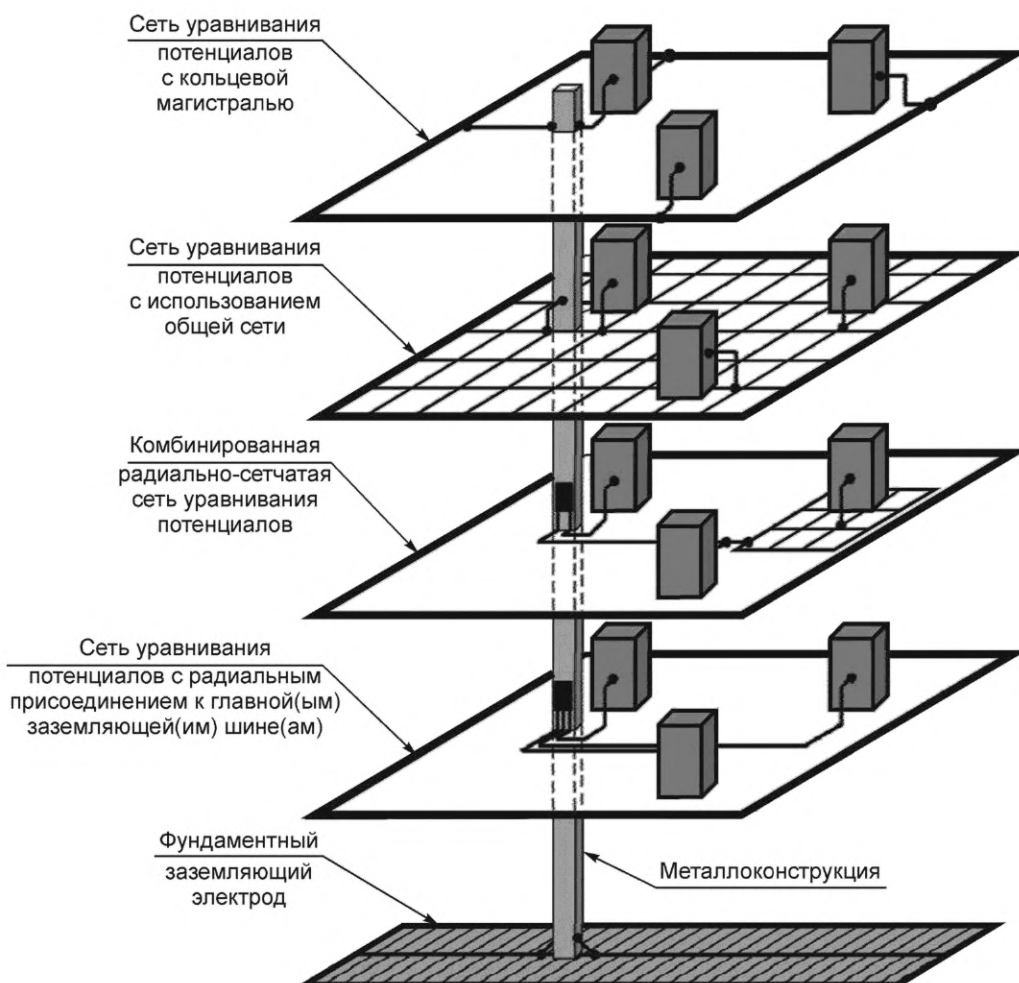 Сеть уравнивания
потенциалов
с кольцевой
магистралью
Сеть уравнивания
потенциалов
с использованием
общей сети
Комбинированная
радиально-сетчатая
сеть уравнивания
потенциалов
Сеть уравнивания
потенциалов с радиальным
присоединением к главной(ым)
заземляющей(им) шине(ам)
Фундаментный
заземляющий
электрод
Металлоконструкция